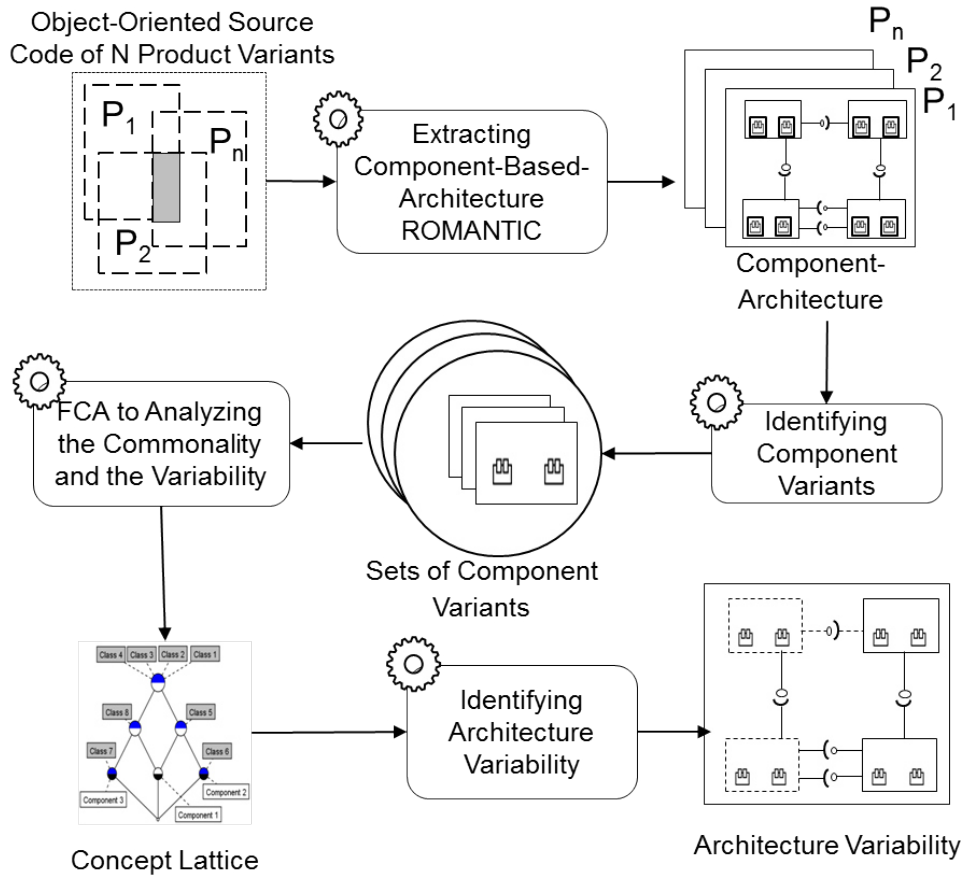 Object-Oriented Source
Code of N Product Variants
P1
Pn
P2
Extracting
Component-Based-
Architecture
ROMANTIC
Pn
P2
P1
Component-
Architecture
FCA to Analyzing
the Commonality
and the Variability
Sets of Component
Variants
Identifying
Component
Variants
Class 4 Class 3 Class 2 Class 1
Class 8 Class 5
Class 7 Class 6
Component 3 Component 2
Component 1
Concept Lattice
Identifying
Architecture
Variability
Architecture Variability